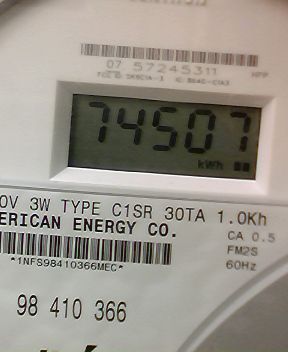 07 57245311
HPP
74507
kWh
0V 3W TYPE C1SR 30TA 1.0Kh
ERICAN ENERGY CO.
CA 0.5
FM2S
*1NFS98410366MEC*
60Hz
98 410 366